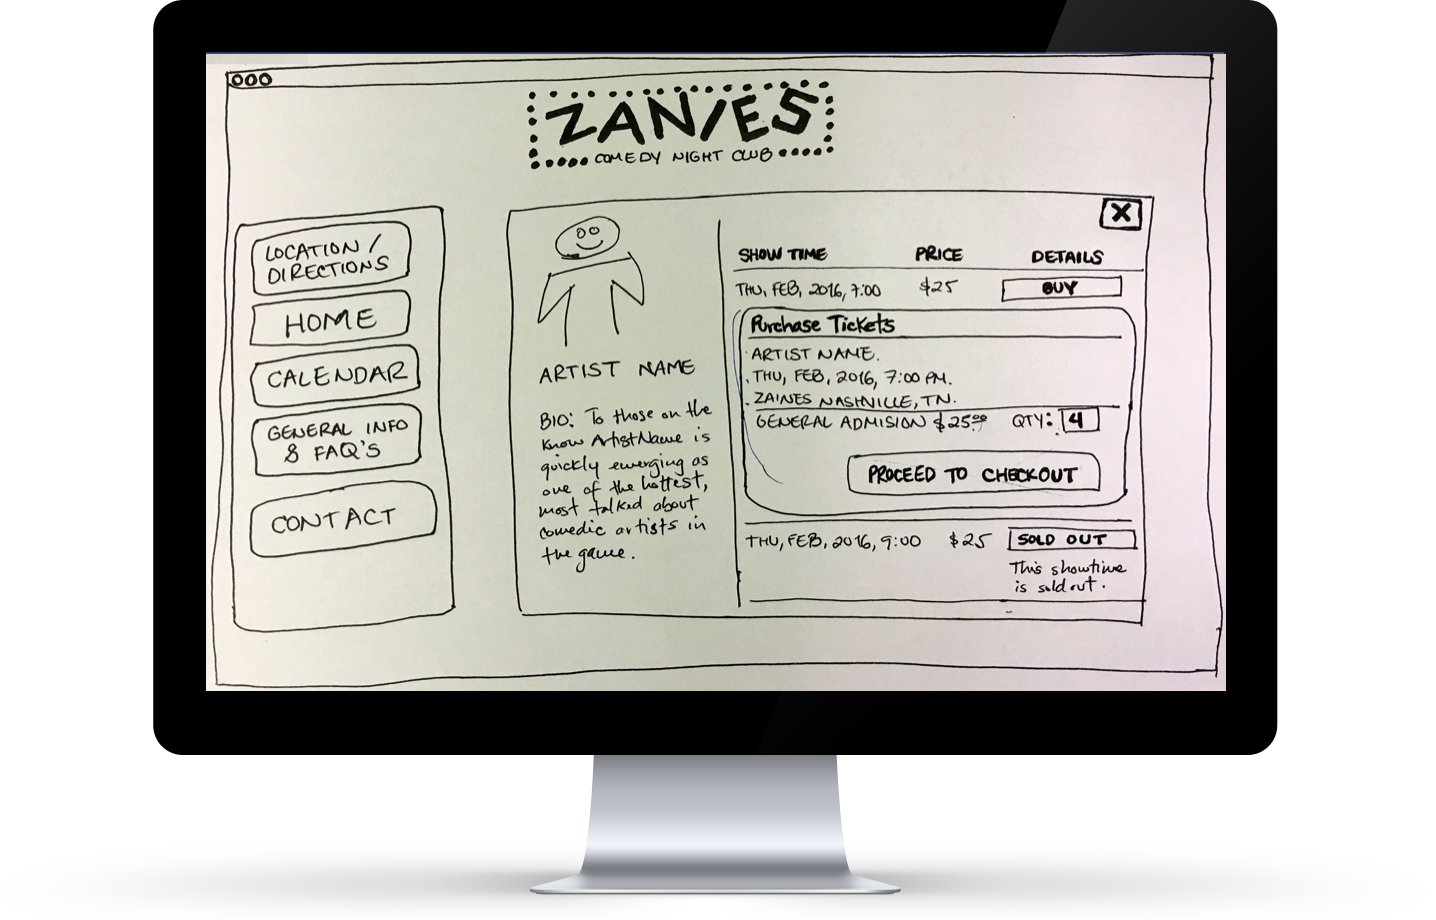 ZANIES
COMEDY NIGHT CLUB
LOCATION /
DIRECTIONS
HOME
CALENDAR
GENERAL INFO
& FAQ'S
CONTACT
ARTIST NAME
BIO: To those on the
know ArtistName is
quickly emerging as
one of the hottest,
most talked about
comedic artists in
the game.
X
SHOW TIME PRICE DETAILS
THU, FEB, 2016, 7:00 $25 BUY
Purchase Tickets
ARTIST NAME.
THU, FEB, 2016, 7:00 PM.
ZAINES NASHVILLE, TN.
GENERAL ADMISION $25.00 QTY: 4
PROCEED TO CHECKOUT
THU, FEB, 2016, 9:00 $25 SOLD OUT
This showtime
is sold out.